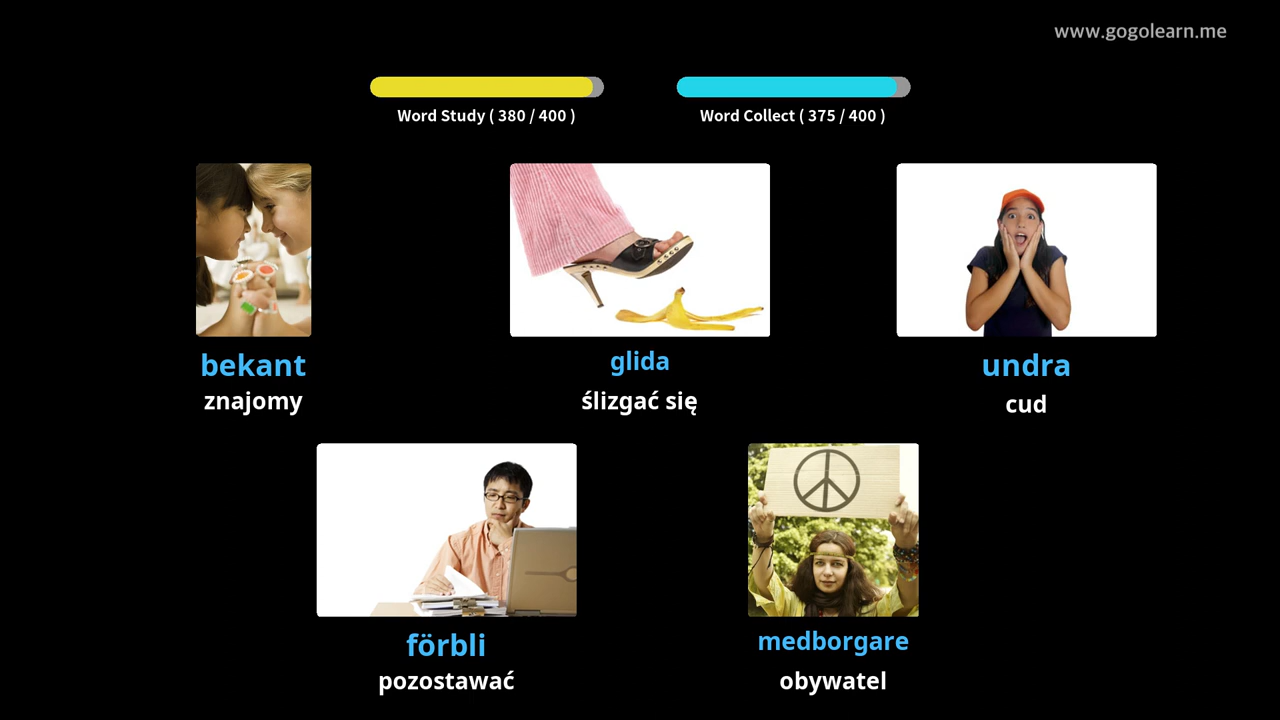 www.gogolearn.me
Word Study ( 380 / 400 )
Word Collect ( 375 / 400 )
bekant
znajomy
glida
ślizgać się
undra
cud
förbli
pozostawać
medborgare
obywatel